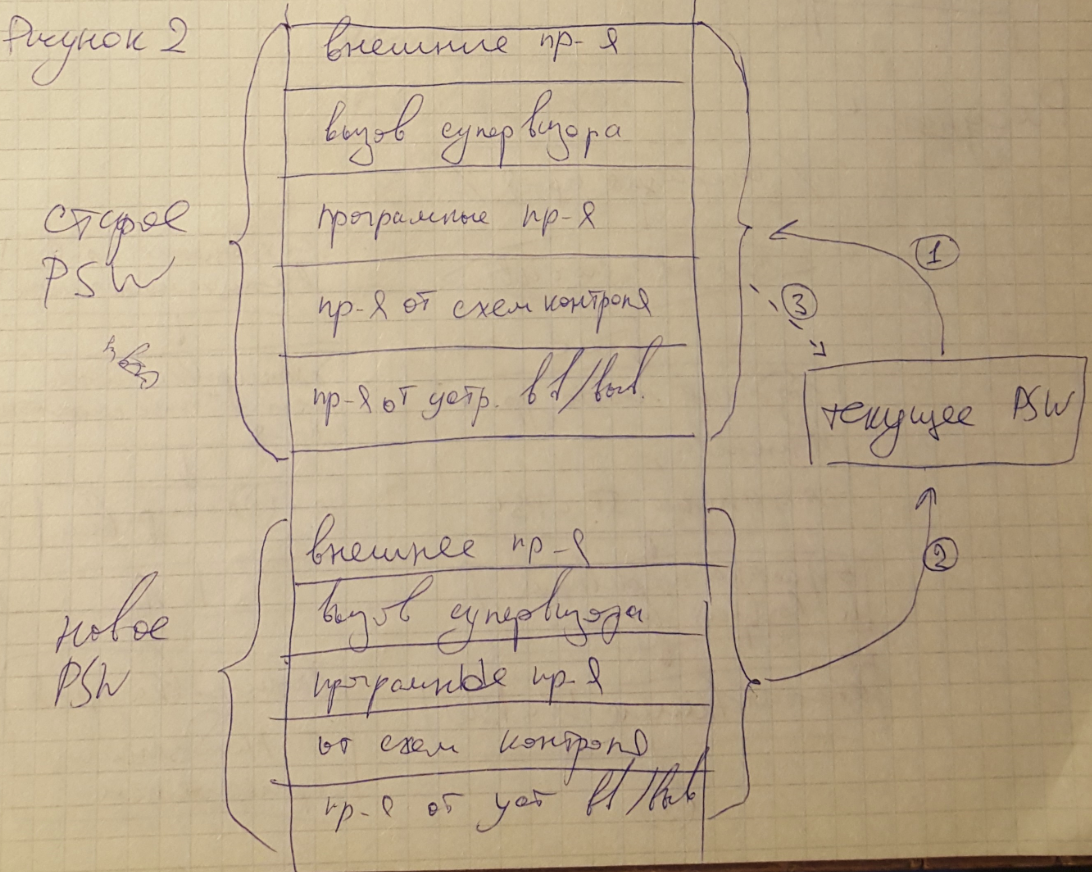 Рисунок 2
внешние пр-я
вызов супервизора
програмные пр-я
пр-я от схем контроля
пр-я от устр. вв/выв.
старое
PSW
1
3
текущее PSW
2
внешнее пр-я
вызов супервизора
програмные пр-я
от схем контроля
пр-я от уст вв/выв
новое
PSW